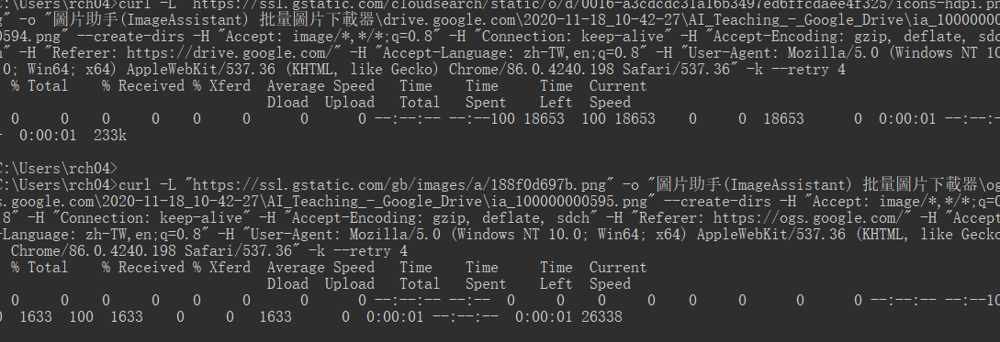 curl -L "https://ssl.gstatic.com/cloudsearch/static/o/d/0016-a3cdcdc31a16b3497ed6ffcdaee4f325/icons-hdpi.pn
" -o "圖片助手(ImageAssistant) 批量圖片下載器\drive.google.com\2020-11-18_10-42-27\AI_Teaching_-_Google_Drive\ia_10000000
0594.png" --create-dirs -H "Accept: image/*,*/*;q=0.8" -H "Connection: keep-alive" -H "Accept-Encoding: gzip, deflate, sdc
h" -H "Referer: https://drive.google.com/" -H "Accept-Language: zh-TW,en;q=0.8" -H "User-Agent: Mozilla/5.0 (Windows NT 10
.0; Win64; x64) AppleWebKit/537.36 (KHTML, like Gecko) Chrome/86.0.4240.198 Safari/537.36" -k --retry 4
% Total % Received % Xferd Average Speed Time Time Time Current
Dload Upload Total Spent Left Speed
0 0 0 0 0 0 0 0 --:--:-- --:--:100 18653 100 18653 0 0 18653 0 0:00:01 --:--:--
- 0:00:01 233k
C:\Users\rch04>
C:\Users\rch04>curl -L "https://ssl.gstatic.com/gb/images/a/188f0d697b.png" -o "圖片助手(ImageAssistant) 批量圖片下載器\og
s.google.com\2020-11-18_10-42-27\AI_Teaching_-_Google_Drive\ia_100000000595.png" --create-dirs -H "Accept: image/*,*/*;q=0
.8" -H "Connection: keep-alive" -H "Accept-Encoding: gzip, deflate, sdch" -H "Referer: https://ogs.google.com/" -H "Accept
-Language: zh-TW,en;q=0.8" -H "User-Agent: Mozilla/5.0 (Windows NT 10.0; Win64; x64) AppleWebKit/537.36 (KHTML, like Gecko
Chrome/86.0.4240.198 Safari/537.36" -k --retry 4
% Total % Received % Xferd Average Speed Time Time Time Current
Dload Upload Total Spent Left Speed
0 0 0 0 0 0 0 0 --:--:-- --:--:-- --:--:-- 0 0 0 0 0 0 0 0 0 --:--:-- --:--:--10
0 1633 100 1633 0 0 1633 0 0:00:01 --:--:-- 0:00:01 26338